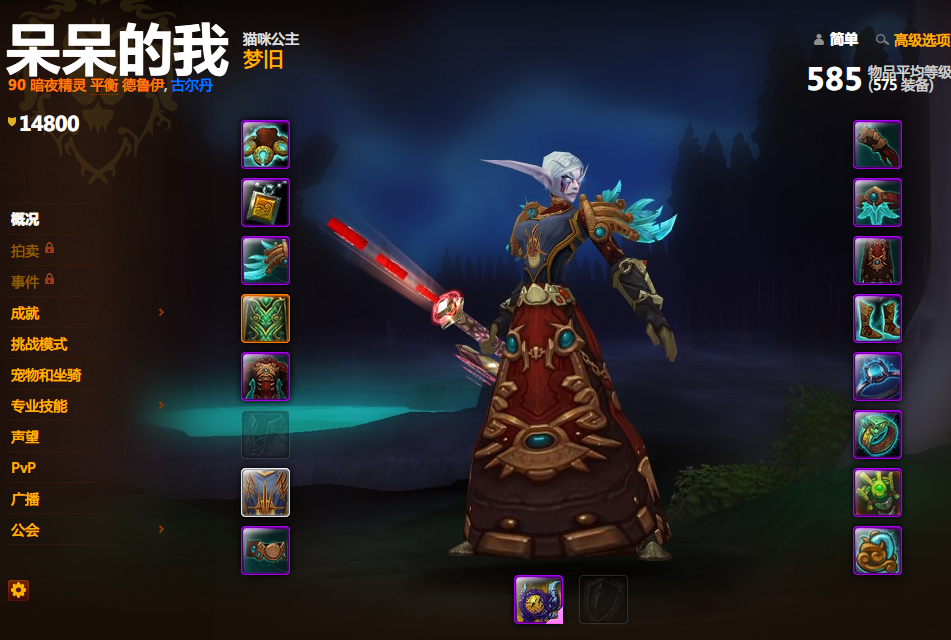 呆呆的我
猫咪公主
梦旧
90 暗夜精灵 平衡 德鲁伊, 古尔丹
14800
概况
拍卖
事件
成就
挑战模式
宠物和坐骑
专业技能
声望
PvP
广播
公会
简单
高级选项
585 物品平均等级
(575 装备)